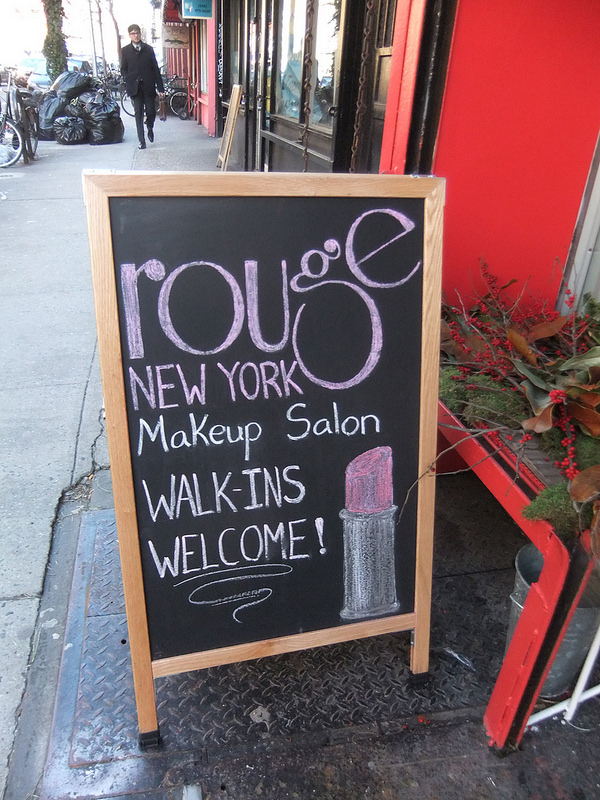 rouge
NEW YORK
Makeup Salon
WALK-INS
WELCOME!